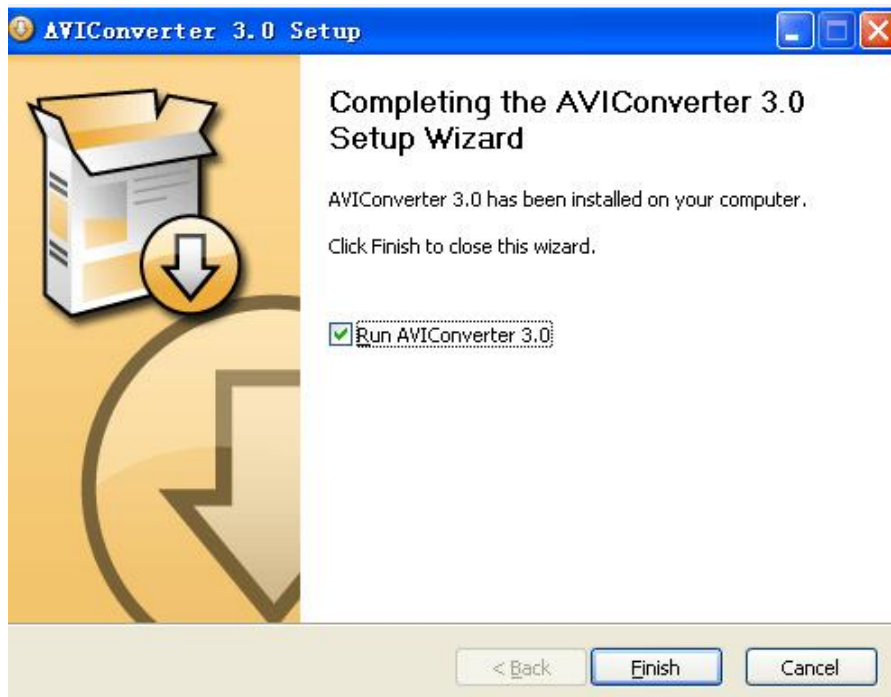 AVIConverter 3.0 Setup
Completing the AVIConverter 3.0
Setup Wizard
AVIConverter 3.0 has been installed on your computer.
Click Finish to close this wizard.
Run AVIConverter 3.0
< Back
Finish
Cancel